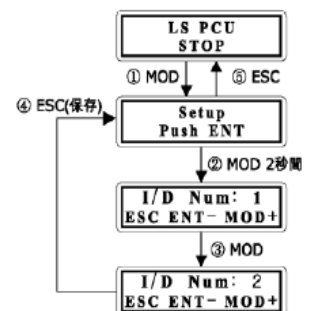 LS PCU
STOP
① MOD
⑤ ESC
④ ESC(保存)
Setup
Push ENT
② MOD 2秒間
I/D Num: 1
ESC ENT- MOD+
③ MOD
I/D Num: 2
ESC ENT- MOD+